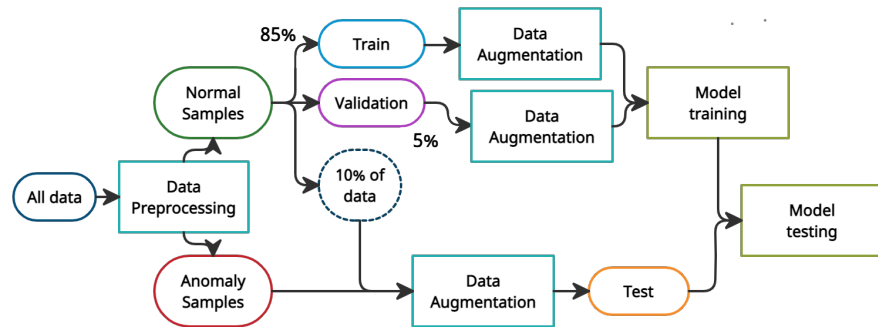 85%
Train
Data
Augmentation
Normal
Samples
Validation
5%
Data
Augmentation
Model
training
All data
Data
Preprocessing
10% of
data
Model
testing
Anomaly
Samples
Data
Augmentation
Test